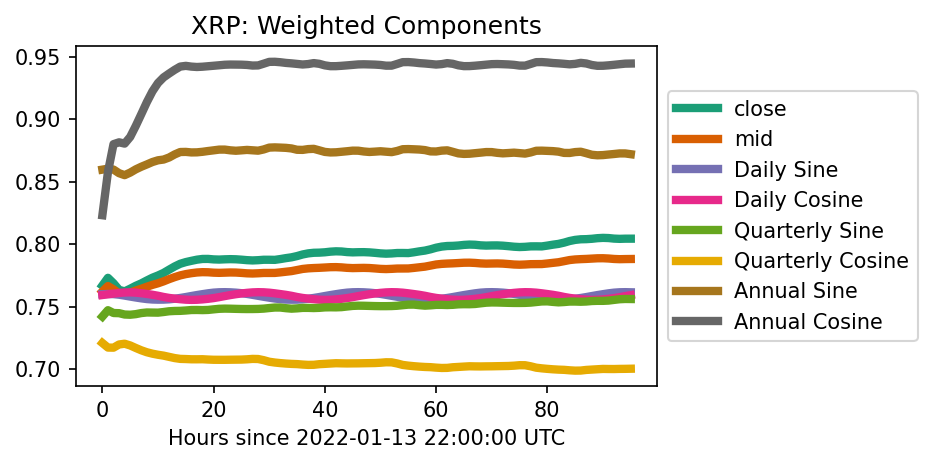 XRP: Weighted Components
0.95
0.90
0.85
0.80
0.75
0.70
0 20 40 60 80
Hours since 2022-01-13 22:00:00 UTC
close
mid
Daily Sine
Daily Cosine
Quarterly Sine
Quarterly Cosine
Annual Sine
Annual Cosine